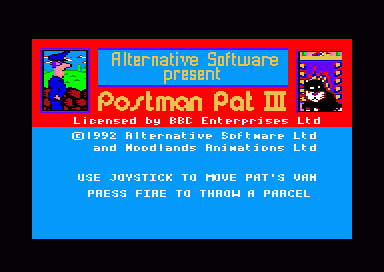 Alternative Software
present
Postman Pat III
Licensed by BBC Enterprises Ltd
©1992 Alternative Software Ltd
and Woodlands Animations Ltd
USE JOYSTICK TO MOVE PAT'S VAN
PRESS FIRE TO THROW A PARCEL